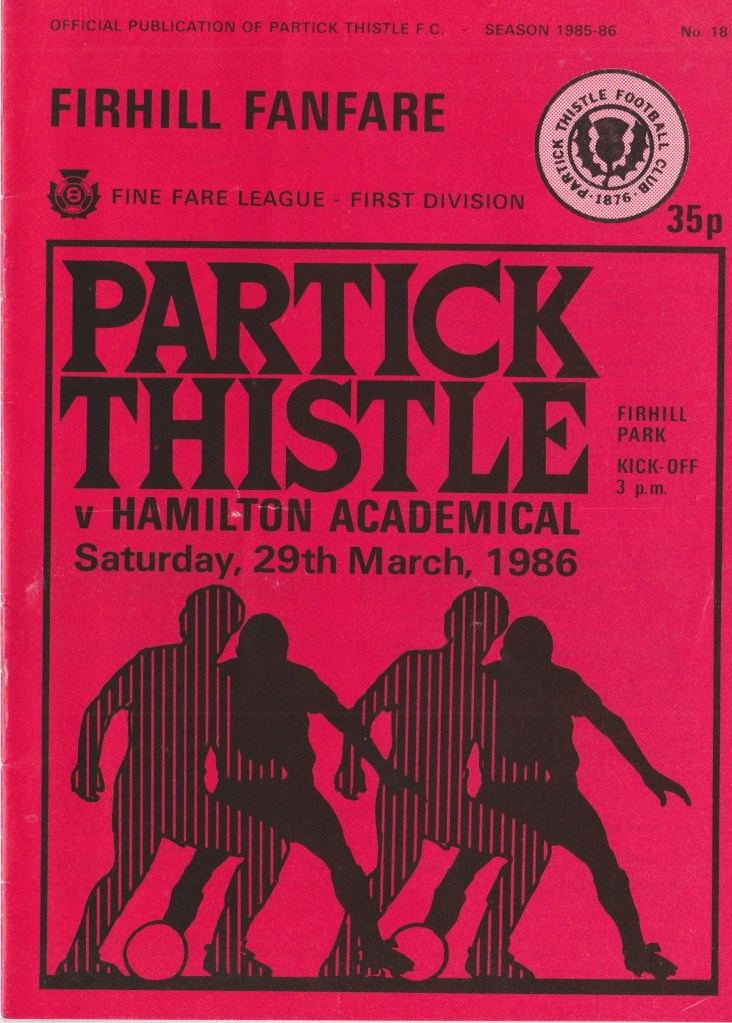 OFFICIAL PUBLICATION OF PARTICK THISTLE F.C. - SEASON 1985-86 No. 18
FIRHILL FANFARE
PARTICK THISTLE FOOTBALL CLUB
· 1876 ·
FINE FARE LEAGUE - FIRST DIVISION
35p
PARTICK
THISTLE
FIRHILL
PARK
KICK-OFF
3 p.m.
v HAMILTON ACADEMICAL
Saturday, 29th March, 1986